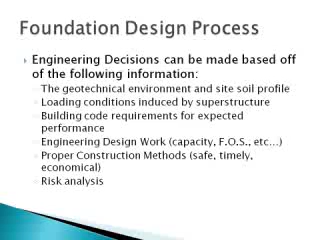 Foundation Design Process
Engineering Decisions can be made based off
of the following information:
The geotechnical environment and site soil profile
Loading conditions induced by superstructure
Building code requirements for expected
performance
Engineering Design Work (capacity, F.O.S., etc...)
Proper Construction Methods (safe, timely,
economical)
Risk analysis